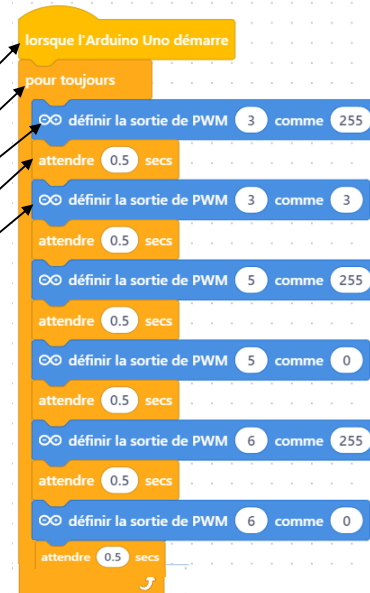 lorsque l'Arduino Uno démarre
pour toujours
définir la sortie de PWM 3 comme 255
attendre 0.5 secs
définir la sortie de PWM 3 comme 3
attendre 0.5 secs
définir la sortie de PWM 5 comme 255
attendre 0.5 secs
définir la sortie de PWM 5 comme 0
attendre 0.5 secs
définir la sortie de PWM 6 comme 255
attendre 0.5 secs
définir la sortie de PWM 6 comme 0
attendre 0.5 secs